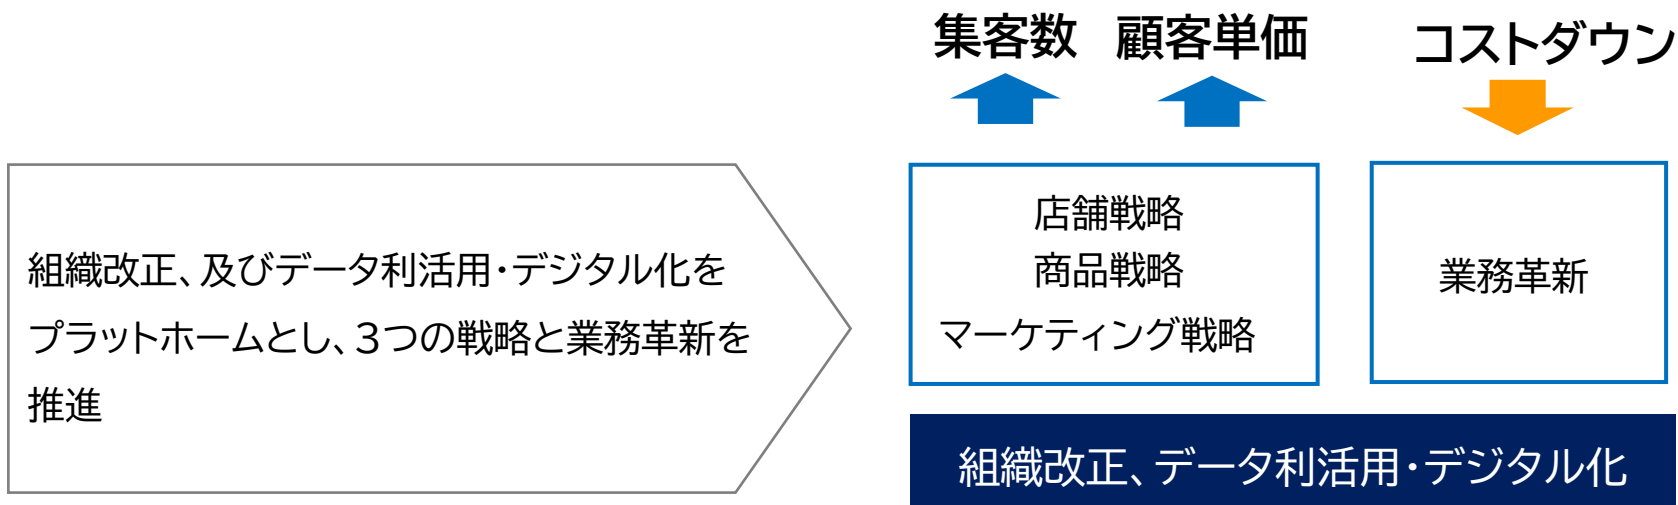 集客数 顧客単価 コストダウン
組織改正、及びデータ利活用・デジタル化を
プラットホームとし、3つの戦略と業務革新を
推進
店舗戦略
商品戦略
マーケティング戦略
業務革新
組織改正、データ利活用・デジタル化